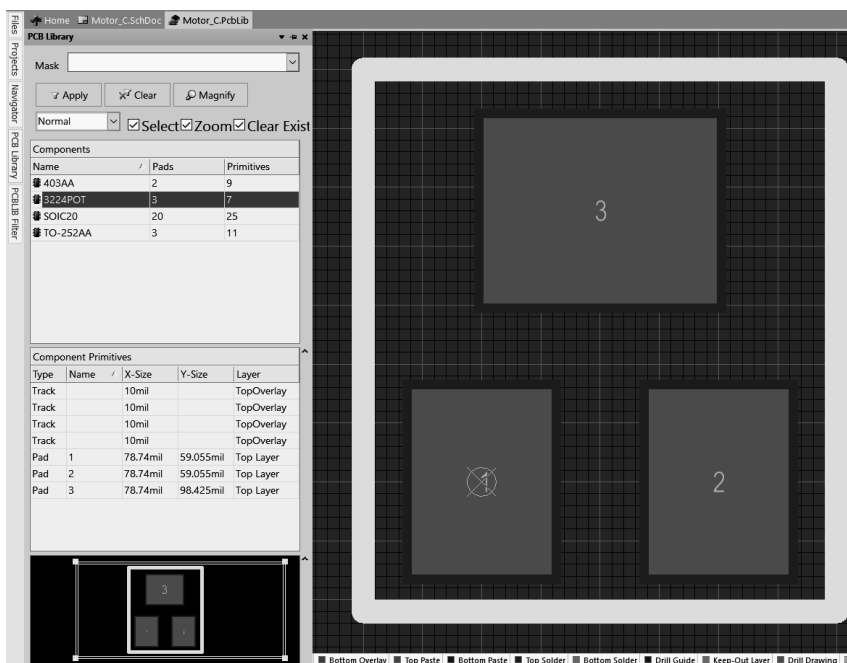 Home Motor_C.SchDoc Motor_C.PcbLib
Files
Projects
Navigator
PCB Library
PCBLIB Filter
PCB Library
Mask
Apply Clear Magnify
Normal Select Zoom Clear Exist
Components
Name Pads Primitives
403AA 2 9
3224POT 3 7
SOIC20 20 25
TO-252AA 3 11
Component Primitives
Type Name X-Size Y-Size Layer
Track 10mil TopOverlay
Track 10mil TopOverlay
Track 10mil TopOverlay
Track 10mil TopOverlay
Pad 1 78.74mil 59.055mil Top Layer
Pad 2 78.74mil 59.055mil Top Layer
Pad 3 78.74mil 98.425mil Top Layer
3
3
1
2
Bottom Overlay Top Paste Bottom Paste Top Solder Bottom Solder Drill Guide Keep-Out Layer Drill Drawing